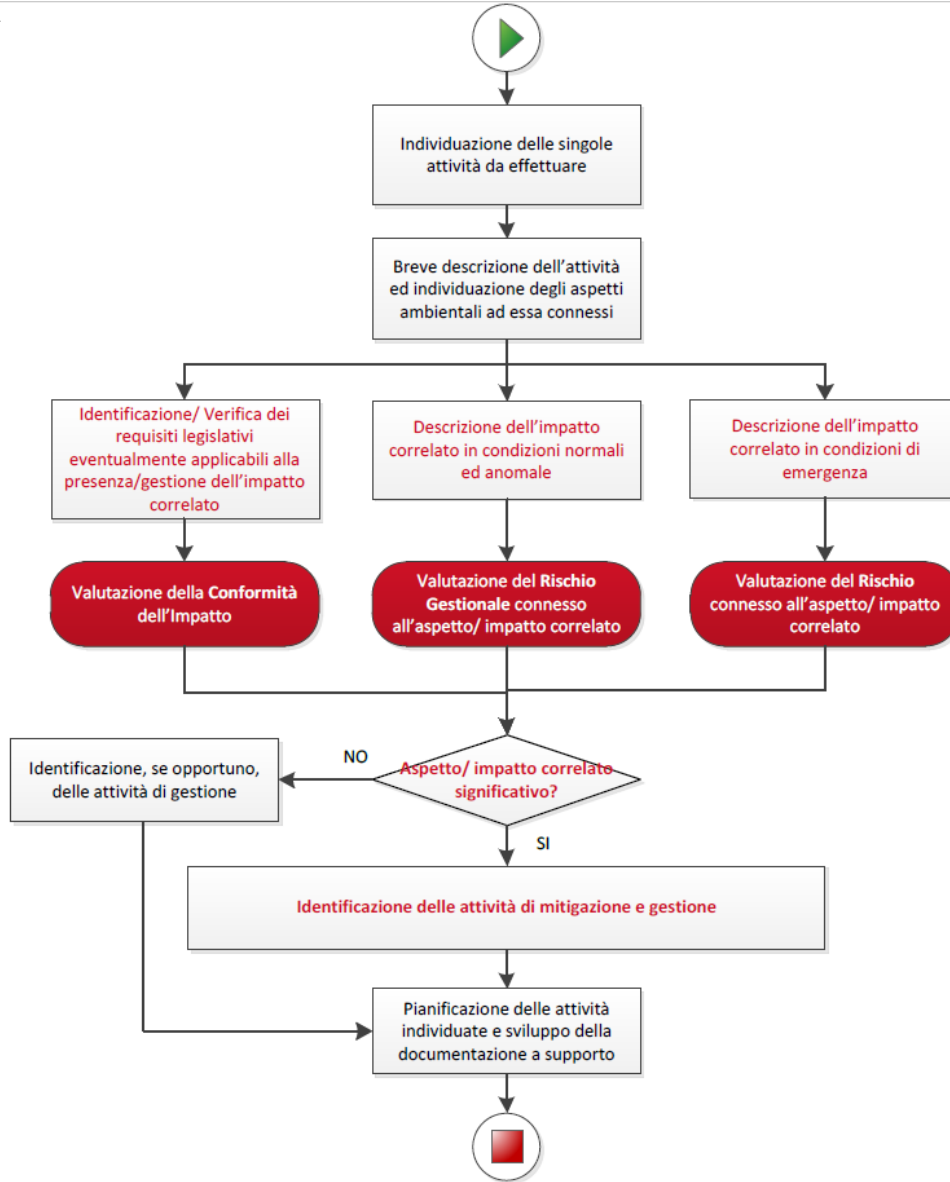 Individuazione delle singole
attività da effettuare
Breve descrizione dell'attività
ed individuazione degli aspetti
ambientali ad essa connessi
Identificazione/ Verifica dei
requisiti legislativi
eventualmente applicabili alla
presenza/gestione dell'impatto
correlato
Descrizione dell'impatto
correlato in condizioni normali
ed anomale
Descrizione dell'impatto
correlato in condizioni di
emergenza
Valutazione della Conformità
dell'Impatto
Valutazione del Rischio
Gestionale connesso
all'aspetto/ impatto correlato
Valutazione del Rischio
connesso all'aspetto/ impatto
correlato
Aspetto/ impatto correlato
significativo?
NO
Identificazione, se opportuno,
delle attività di gestione
SI
Identificazione delle attività di mitigazione e gestione
Pianificazione delle attività
individuate e sviluppo della
documentazione a supporto